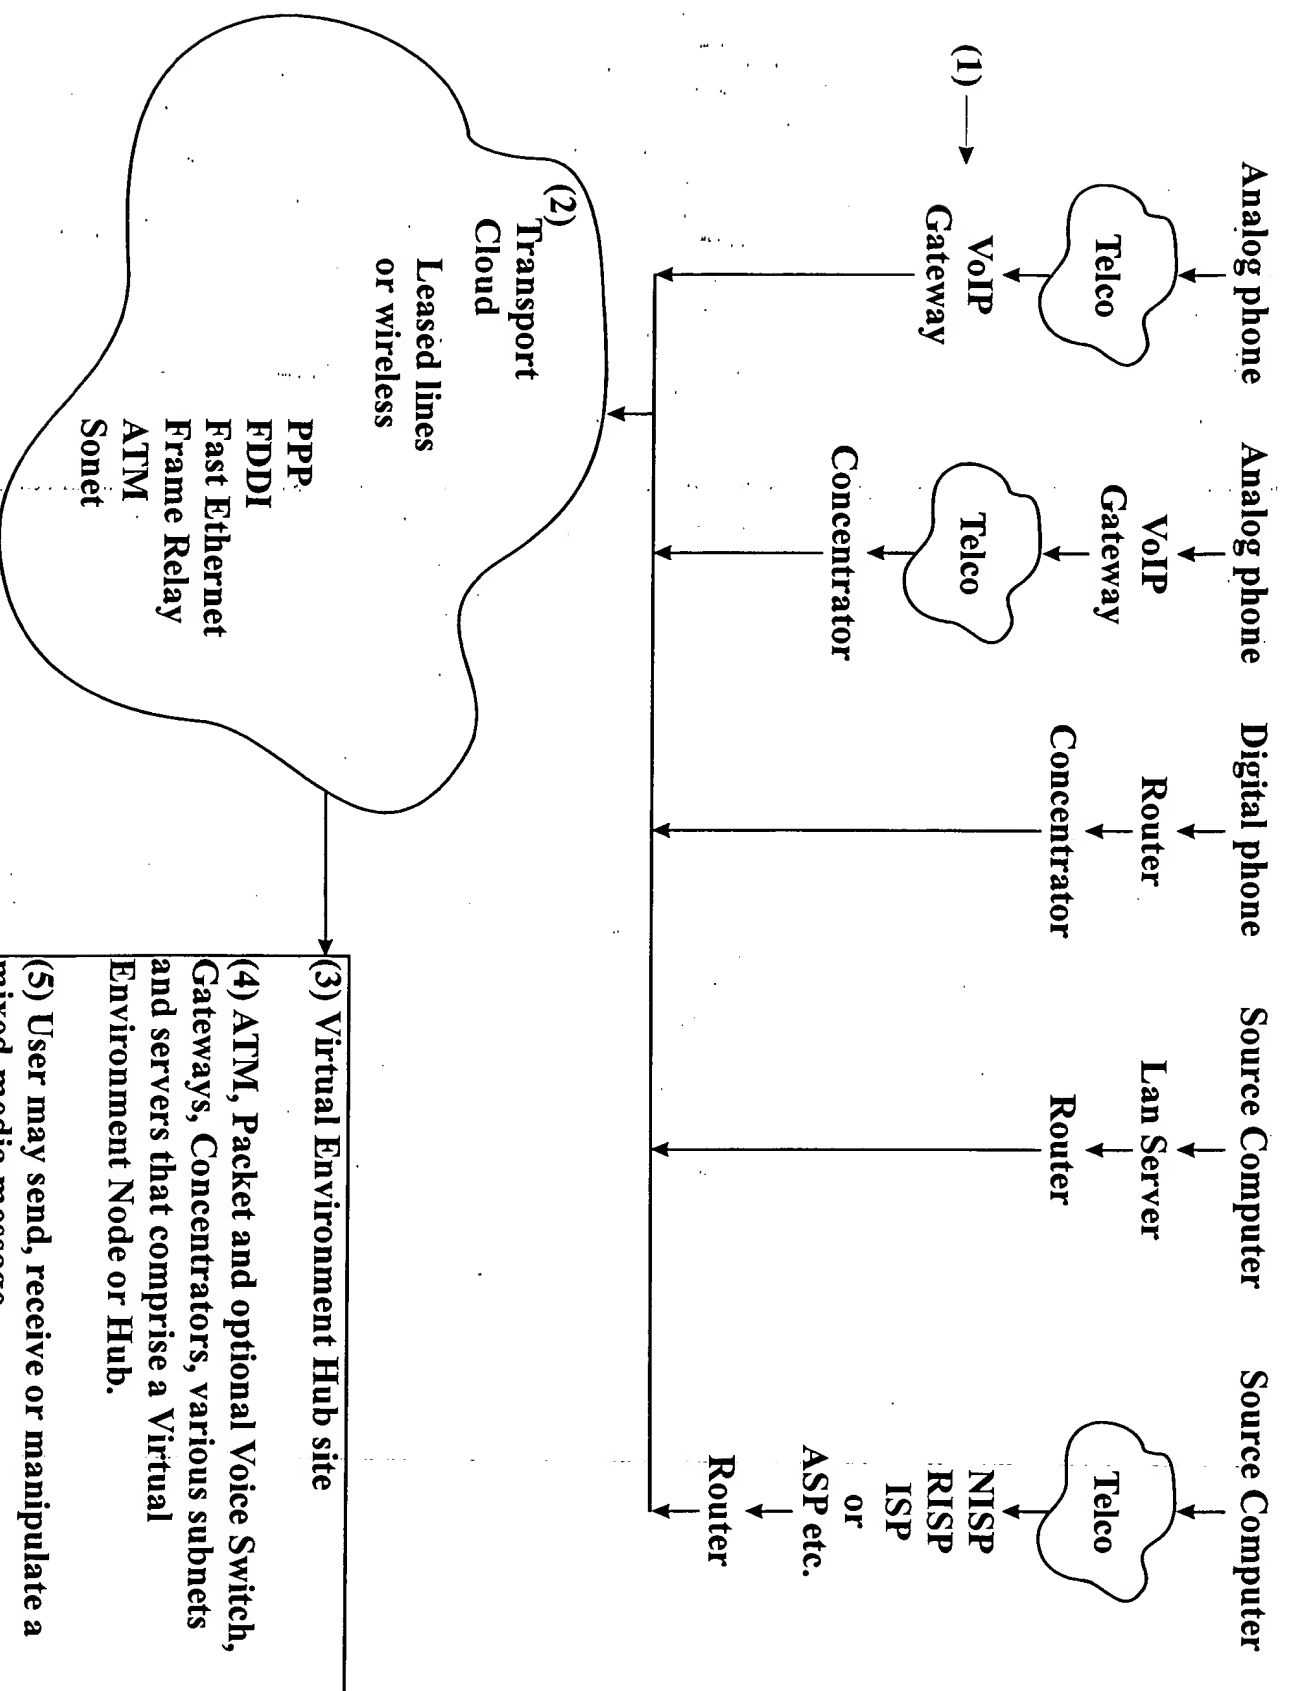 Analog phone
Telco
(1)
VoIP
Gateway
Analog phone
VoIP
Gateway
Telco
Concentrator
Digital phone
Router
Concentrator
Source Computer
Lan Server
Router
Source Computer
Telco
NISP
RISP
ISP
or
ASP etc.
Router
(2)
Transport
Cloud
Leased lines
or wireless
PPP
FDDI
Fast Ethernet
Frame Relay
ATM
Sonet
(3) Virtual Environment Hub site
(4) ATM, Packet and optional Voice Switch,
Gateways, Concentrators, various subnets
and servers that comprise a Virtual
Environment Node or Hub.
(5) User may send, receive or manipulate a
mixed media message